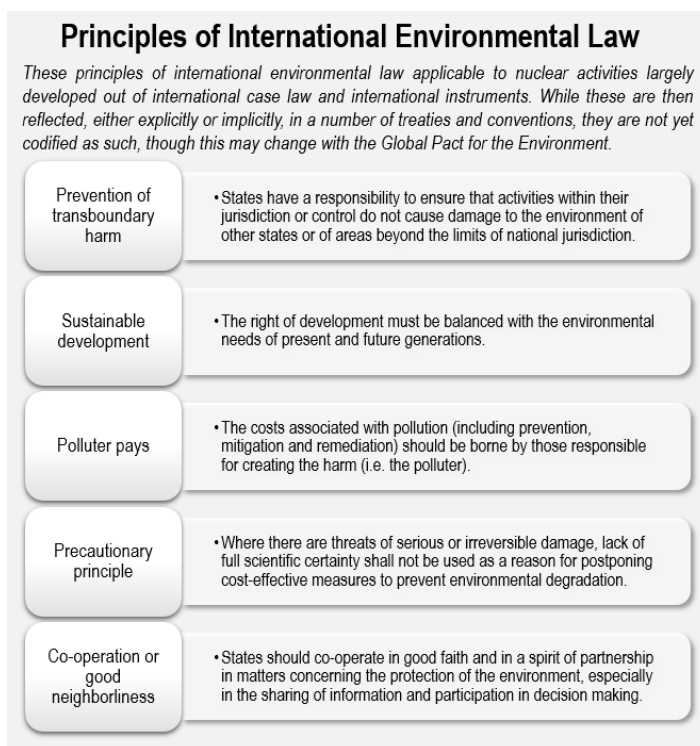 Principles of International Environmental Law
These principles of international environmental law applicable to nuclear activities largely
developed out of international case law and international instruments. While these are then
reflected, either explicitly or implicitly, in a number of treaties and conventions, they are not yet
codified as such, though this may change with the Global Pact for the Environment.
Prevention of
transboundary
harm
• States have a responsibility to ensure that activities within their
jurisdiction or control do not cause damage to the environment of
other states or of areas beyond the limits of national jurisdiction.
Sustainable
development
• The right of development must be balanced with the environmental
needs of present and future generations.
Polluter pays
• The costs associated with pollution (including prevention,
mitigation and remediation) should be borne by those responsible
for creating the harm (i.e. the polluter).
Precautionary
principle
• Where there are threats of serious or irreversible damage, lack of
full scientific certainty shall not be used as a reason for postponing
cost-effective measures to prevent environmental degradation.
Co-operation or
good
neighborliness
• States should co-operate in good faith and in a spirit of partnership
in matters concerning the protection of the environment, especially
in the sharing of information and participation in decision making.